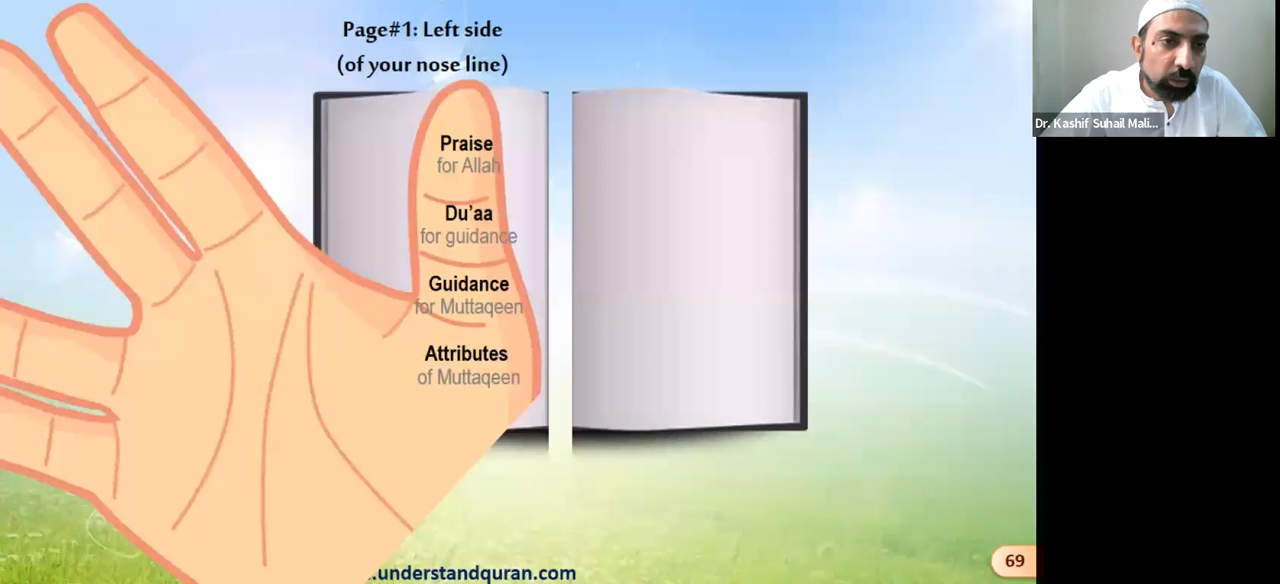 Page#1: Left side
(of your nose line)
Praise
for Allah
Du’aa
for guidance
Guidance
for Muttaqeen
Attributes
of Muttaqeen
.understandquran.com
69
Dr. Kashif Suhail Mali...